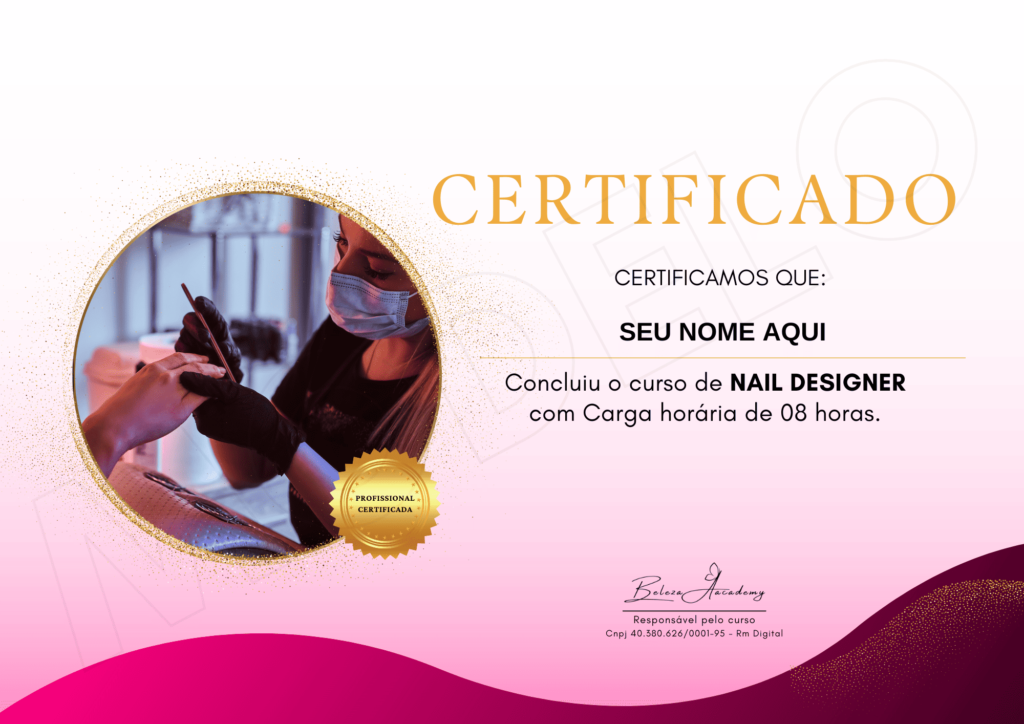 MODELO
CERTIFICADO
CERTIFICAMOS QUE:
SEU NOME AQUI
Concluiu o curso de NAIL DESIGNER
com Carga horária de 08 horas.
PROFISSIONAL
CERTIFICADA
Beleza Aacademy
Responsável pelo curso
Cnpj 40.380.626/0001-95 - Rm Digital